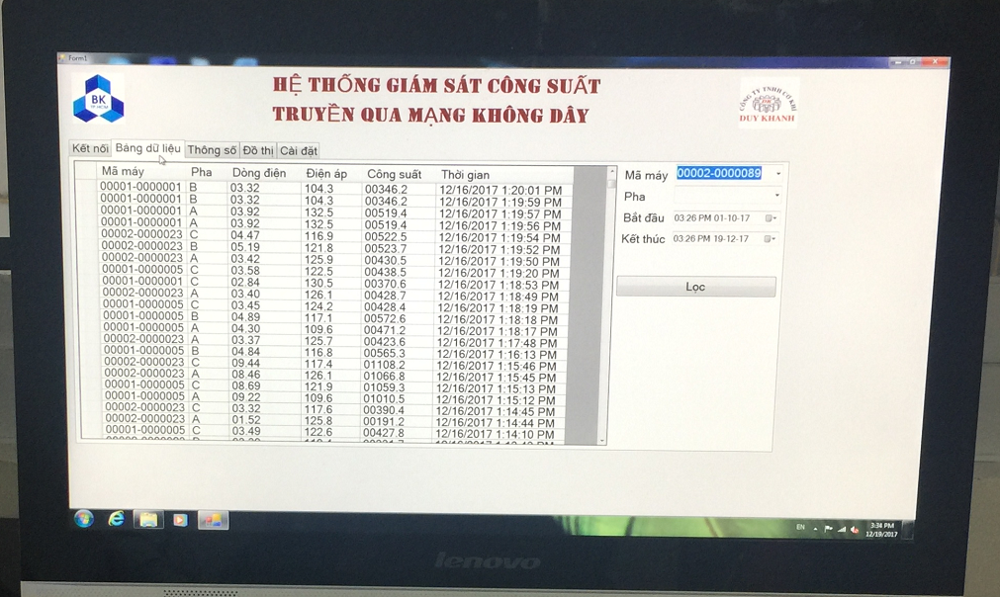 Form1
BK
TP.HCM
HỆ THỐNG GIÁM SÁT CÔNG SUẤT
TRUYỀN QUA MẠNG KHÔNG DÂY
CÔNG TY TNHH CƠ KHÍ
DUY KHANH
Kết nối Bảng dữ liệu Thông số Đồ thị Cài đặt
Mã máy Pha Dòng điện Điện áp Công suất Thời gian
00001-0000001 B 03.32 104.3 00346.2 12/16/2017 1:20:01 PM
00001-0000001 B 03.32 104.3 00346.2 12/16/2017 1:19:59 PM
00001-0000001 A 03.92 132.5 00519.4 12/16/2017 1:19:57 PM
00001-0000001 A 03.92 132.5 00519.4 12/16/2017 1:19:56 PM
00002-0000023 C 04.47 116.9 00522.5 12/16/2017 1:19:54 PM
00002-0000023 B 05.19 121.8 00523.7 12/16/2017 1:19:52 PM
00002-0000023 A 03.42 125.9 00430.5 12/16/2017 1:19:50 PM
00001-0000005 C 03.58 122.5 00438.5 12/16/2017 1:19:20 PM
00001-0000001 C 02.84 130.5 00370.6 12/16/2017 1:18:53 PM
00002-0000023 A 03.40 126.1 00428.7 12/16/2017 1:18:49 PM
00001-0000005 C 03.45 124.2 00428.4 12/16/2017 1:18:19 PM
00001-0000005 B 04.89 117.1 00572.6 12/16/2017 1:18:18 PM
00001-0000005 A 04.30 109.6 00471.2 12/16/2017 1:18:17 PM
00002-0000023 A 03.37 125.7 00423.6 12/16/2017 1:17:48 PM
00001-0000005 B 04.84 116.8 00565.3 12/16/2017 1:16:13 PM
00002-0000023 C 09.44 117.4 01108.2 12/16/2017 1:15:46 PM
00002-0000023 A 08.46 126.1 01066.8 12/16/2017 1:15:45 PM
00001-0000005 C 08.69 121.9 01059.3 12/16/2017 1:15:13 PM
00001-0000005 A 09.22 109.6 01010.5 12/16/2017 1:15:12 PM
00002-0000023 C 03.32 117.6 00390.4 12/16/2017 1:14:45 PM
00002-0000023 A 01.52 125.8 00191.2 12/16/2017 1:14:44 PM
00001-0000005 C 03.49 122.6 00427.8 12/16/2017 1:14:10 PM
Mã máy 00002-0000089
Pha
Bắt đầu 03:26 PM 01-10-17
Kết thúc 03:26 PM 19-12-17
Lọc
EN
3:34 PM
12/19/2017
lenovo